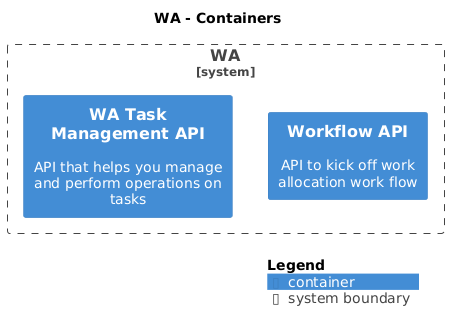 WA - Containers
WA
[system]
WA Task
Management API
API that helps you manage
and perform operations on
tasks
Workflow API
API to kick off work
allocation work flow
Legend
container
system boundary